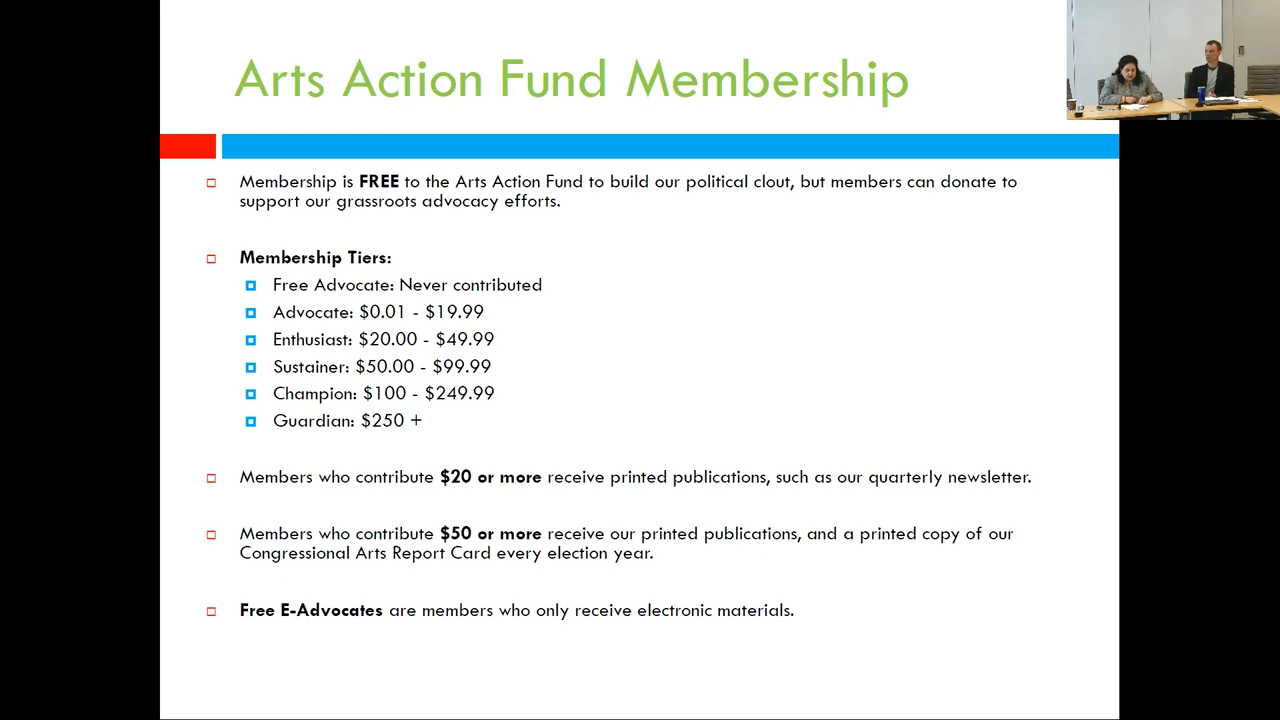 Arts Action Fund Membership
Membership is FREE to the Arts Action Fund to build our political clout, but members can donate to
support our grassroots advocacy efforts.
Membership Tiers:
Free Advocate: Never contributed
Advocate: $0.01 - $19.99
Enthusiast: $20.00 - $49.99
Sustainer: $50.00 - $99.99
Champion: $100 - $249.99
Guardian: $250 +
Members who contribute $20 or more receive printed publications, such as our quarterly newsletter.
Members who contribute $50 or more receive our printed publications, and a printed copy of our
Congressional Arts Report Card every election year.
Free E-Advocates are members who only receive electronic materials.